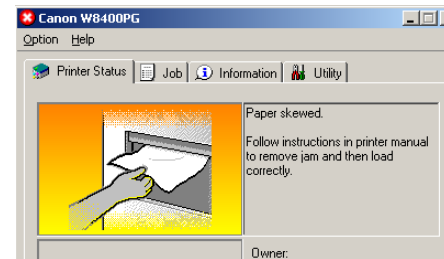 Canon W8400PG
Option Help
Printer Status Job Information Utility
Paper skewed.
Follow instructions in printer manual
to remove jam and then load
correctly.
Owner: